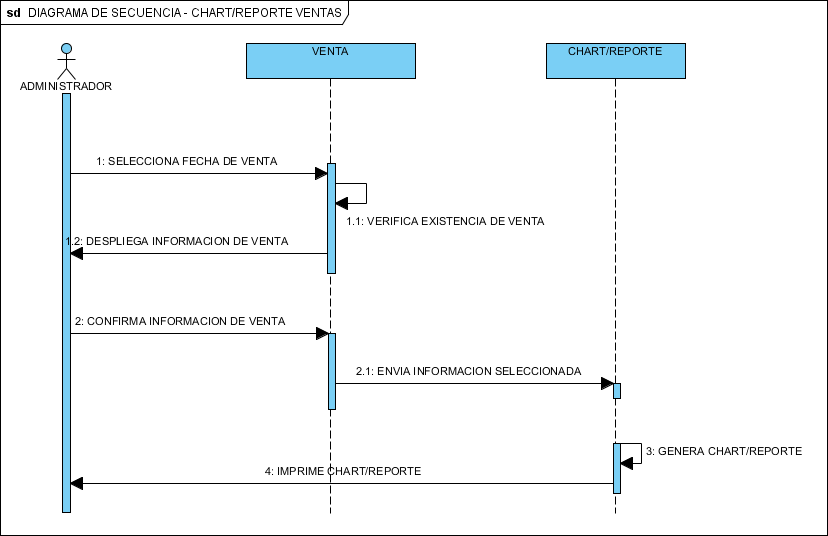 sd DIAGRAMA DE SECUENCIA - CHART/REPORTE VENTAS
ADMINISTRADOR
VENTA
CHART/REPORTE
1: SELECCIONA FECHA DE VENTA
1.1: VERIFICA EXISTENCIA DE VENTA
1.2: DESPLIEGA INFORMACION DE VENTA
2: CONFIRMA INFORMACION DE VENTA
2.1: ENVIA INFORMACION SELECCIONADA
3: GENERA CHART/REPORTE
4: IMPRIME CHART/REPORTE